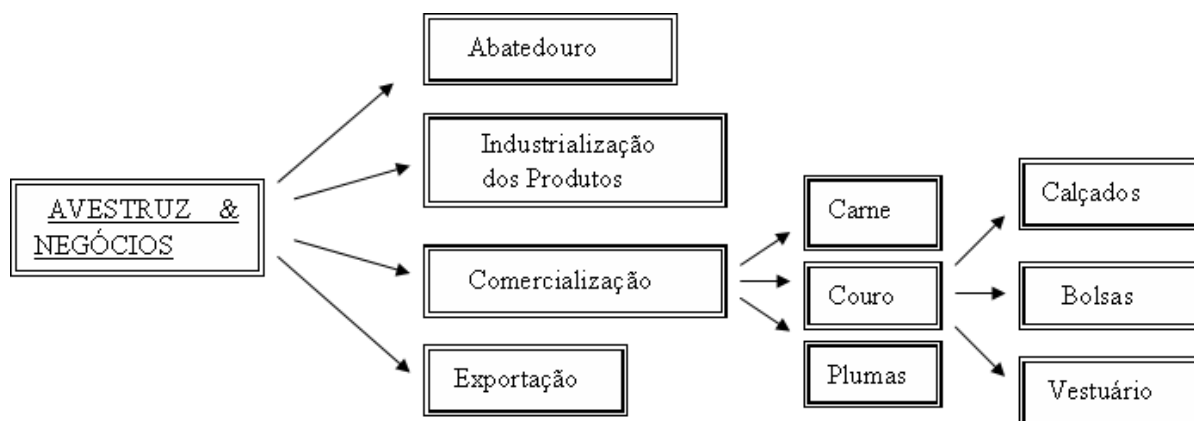 AVESTRUZ &
NEGÓCIOS
Abatedouro
Industrialização
dos Produtos
Comercialização
Exportação
Carne
Couro
Plumas
Calçados
Bolsas
Vestuário